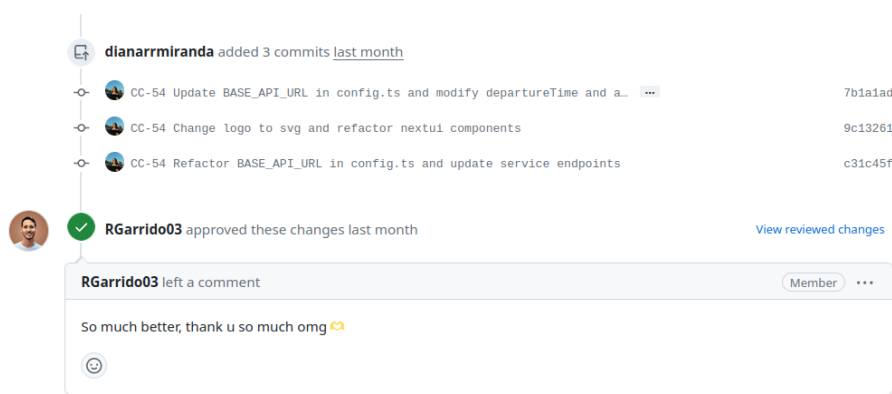 dianarrmiranda added 3 commits last month
CC-54 Update BASE_API_URL in config.ts and modify departureTime and a… ...
7b1a1ad
CC-54 Change logo to svg and refactor nextui components
9c13261
CC-54 Refactor BASE_API_URL in config.ts and update service endpoints
c31c45f
RGarrido03 approved these changes last month
View reviewed changes
RGarrido03 left a comment
Member ...
So much better, thank u so much omg🫶